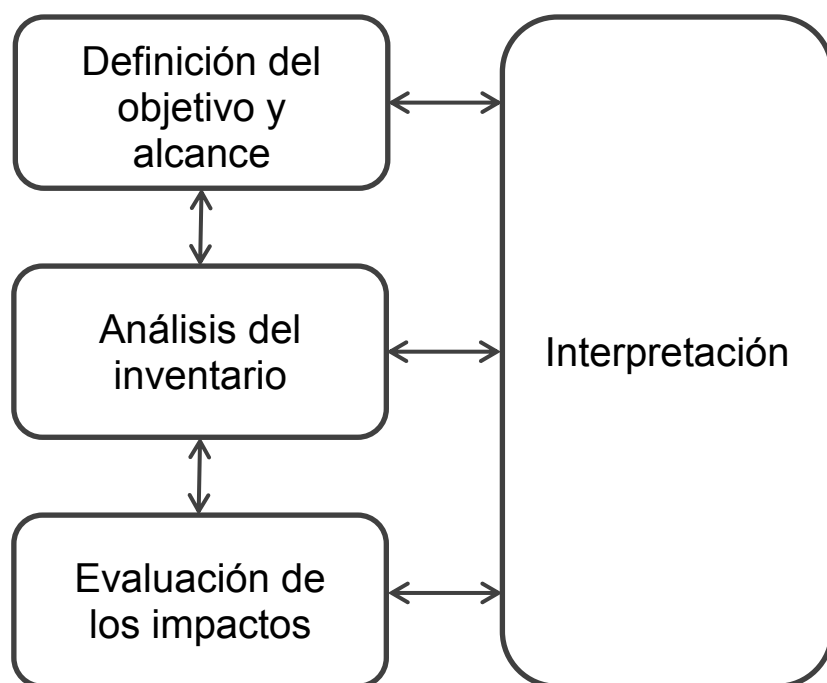 Definición del
objetivo y
alcance
Análisis del
inventario
Interpretación
Evaluación de
los impactos